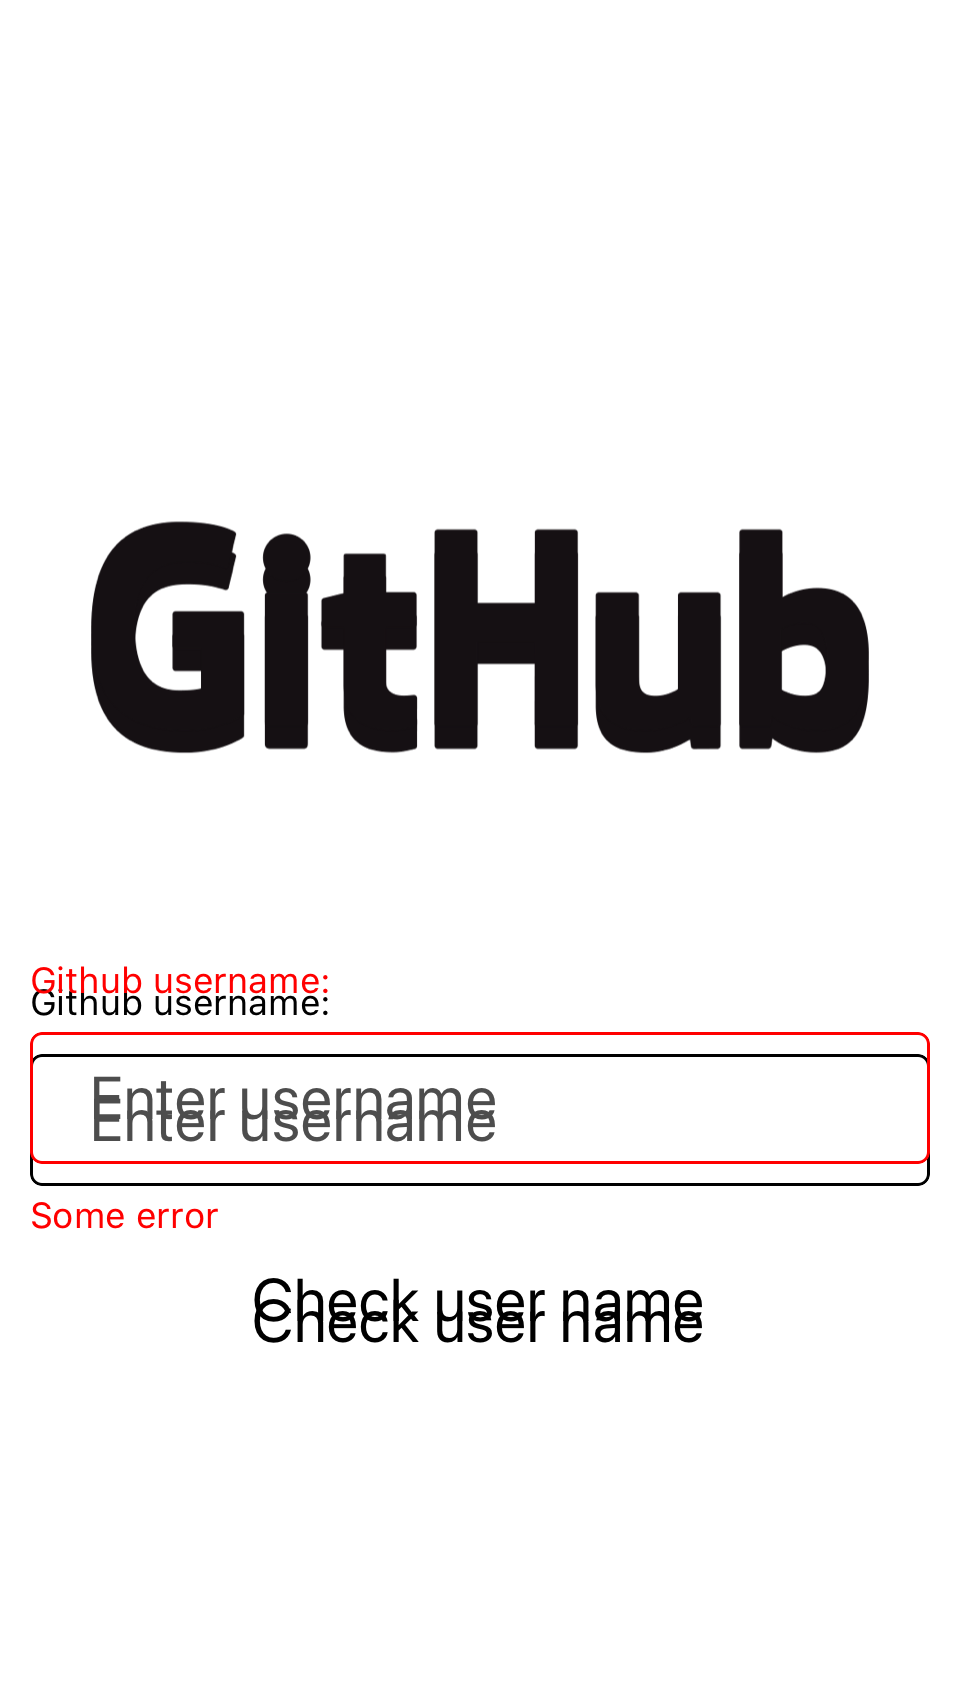 GitHub
Github username:
Github username:
Enter username
Enter username
Some error
Check user name
Check user name